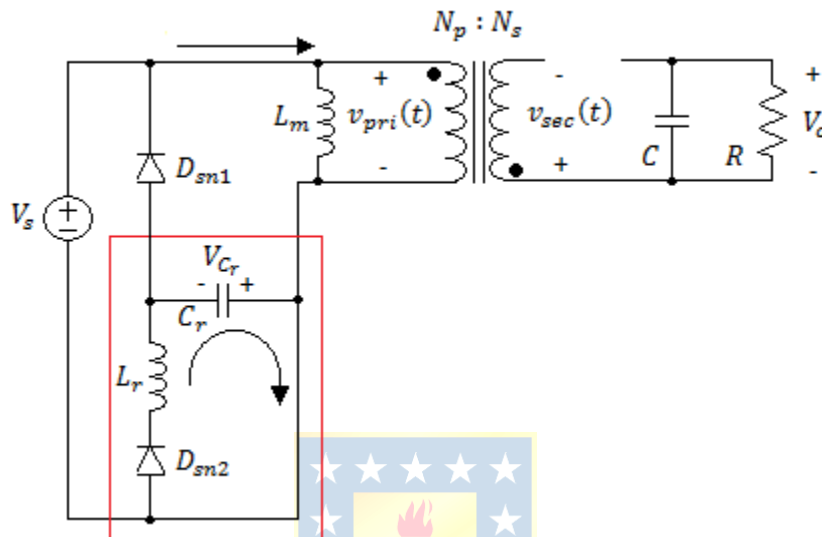 N_p : N_s
+ - +
L_m v_pri(t) v_sec(t) C R V_o
- + -
D_sn1
V_s + -
V_Cr
- +
C_r
L_r
D_sn2